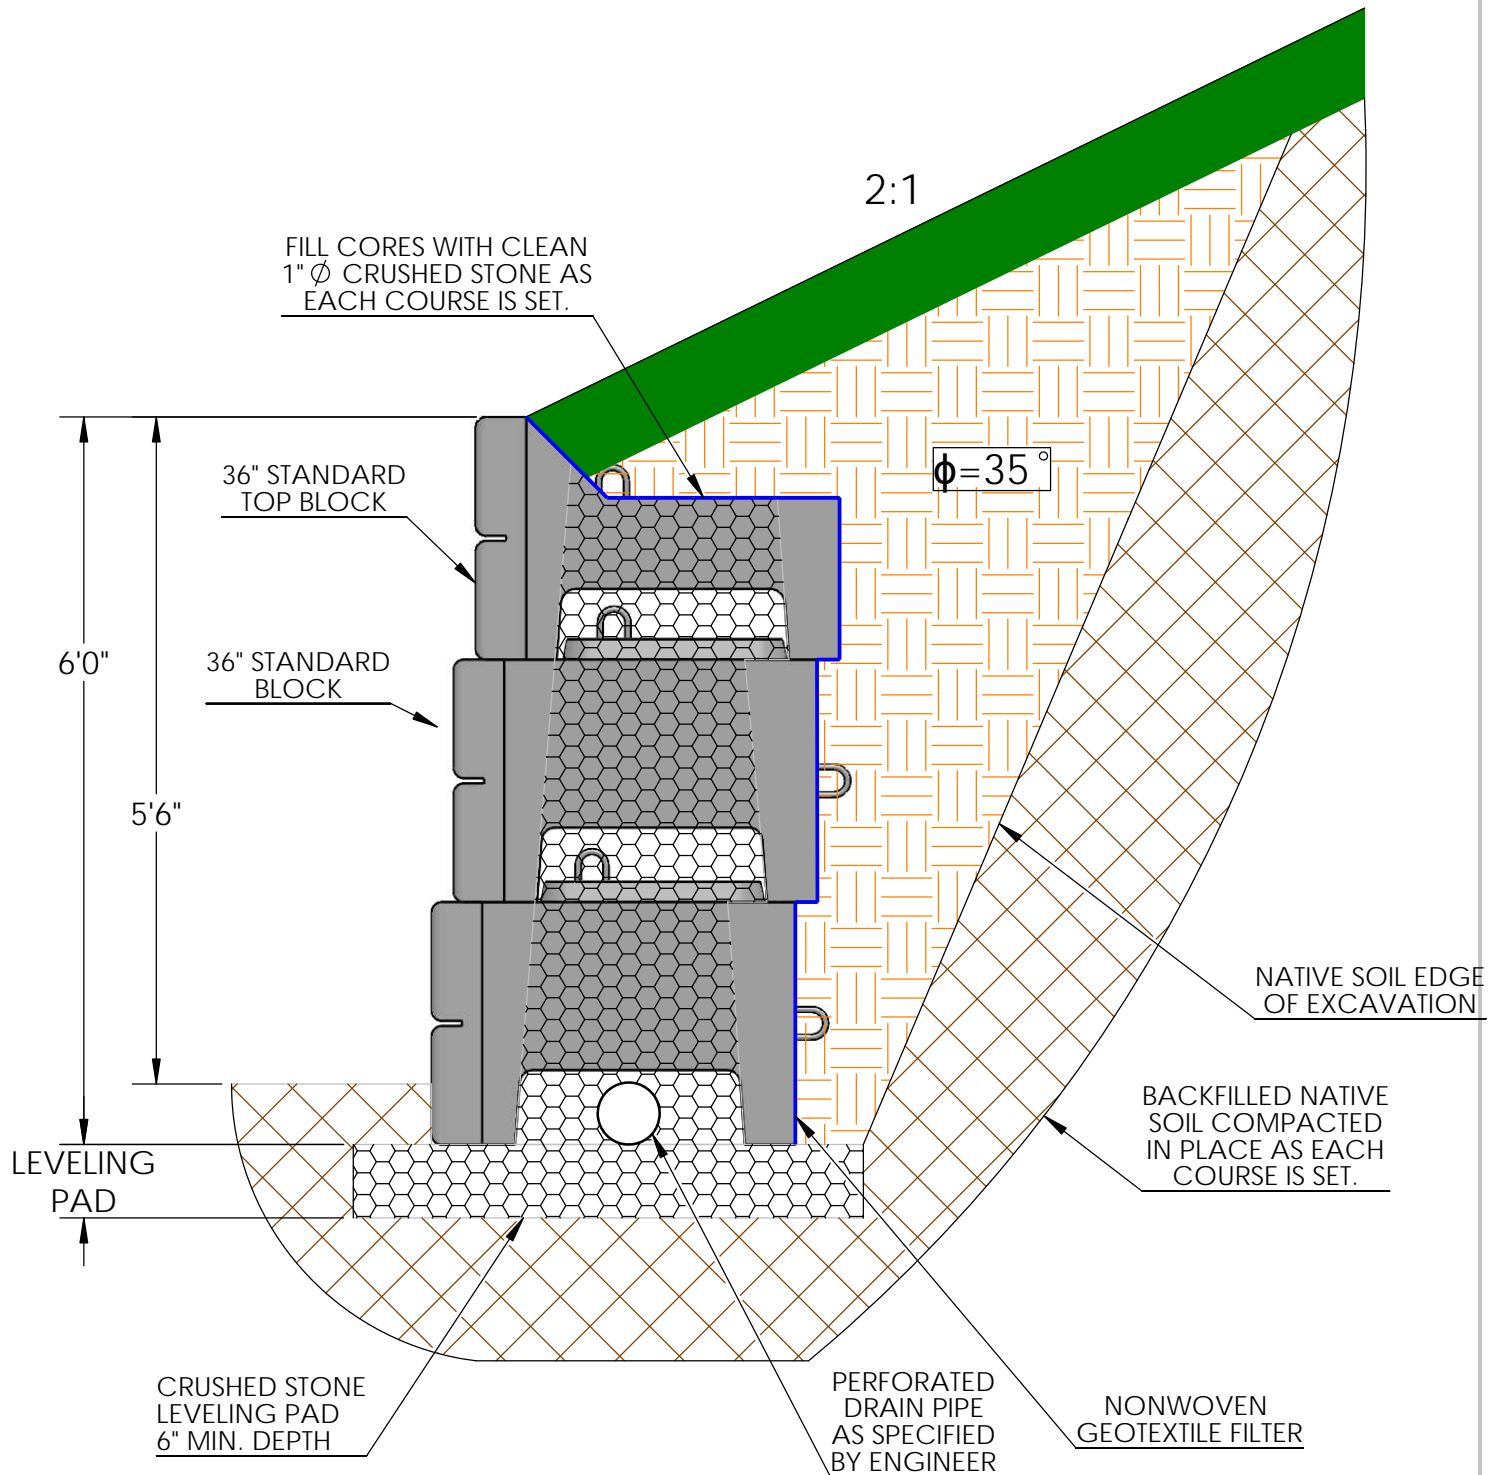 2:1
FILL CORES WITH CLEAN
1" Ø CRUSHED STONE AS
EACH COURSE IS SET.
36" STANDARD
TOP BLOCK
ϕ=35°
6'0"
36" STANDARD
BLOCK
5'6"
NATIVE SOIL EDGE
OF EXCAVATION
BACKFILLED NATIVE
SOIL COMPACTED
IN PLACE AS EACH
COURSE IS SET.
LEVELING
PAD
CRUSHED STONE
LEVELING PAD
6" MIN. DEPTH
PERFORATED
DRAIN PIPE
AS SPECIFIED
BY ENGINEER
NONWOVEN
GEOTEXTILE FILTER